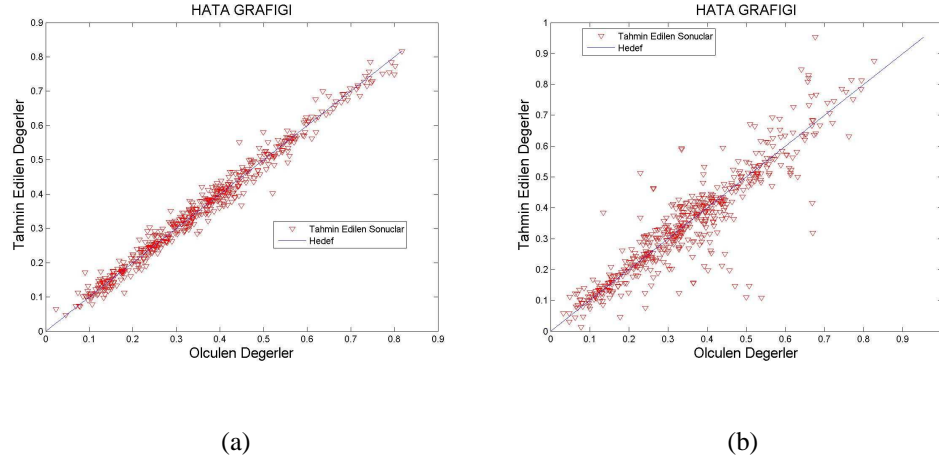 HATA GRAFIGI
0.9
0.8
0.7
0.6
0.5
0.4
0.3
0.2
0.1
0
Tahmin Edilen Degerler
Tahmin Edilen Sonuclar
Hedef
0 0.1 0.2 0.3 0.4 0.5 0.6 0.7 0.8 0.9
Olculen Degerler
(a)
HATA GRAFIGI
1
0.9
0.8
0.7
0.6
0.5
0.4
0.3
0.2
0.1
0
Tahmin Edilen Degerler
Tahmin Edilen Sonuclar
Hedef
0 0.1 0.2 0.3 0.4 0.5 0.6 0.7 0.8 0.9
Olculen Degerler
(b)